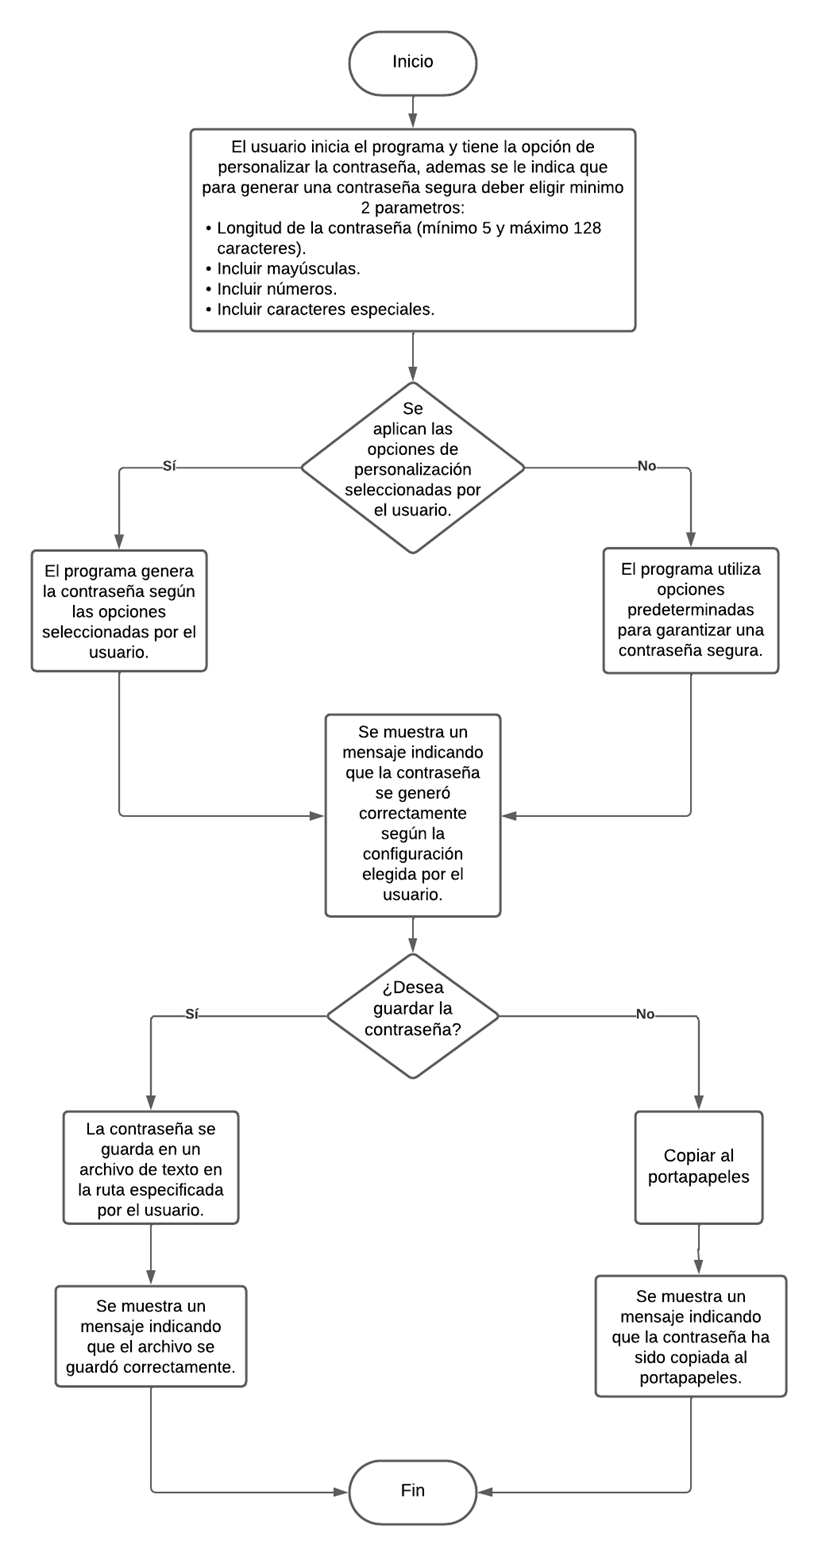 Inicio
El usuario inicia el programa y tiene la opción de
personalizar la contraseña, ademas se le indica que
para generar una contraseña segura deber eligir minimo
2 parametros:
• Longitud de la contraseña (mínimo 5 y máximo 128
caracteres).
• Incluir mayúsculas.
• Incluir números.
• Incluir caracteres especiales.
Se
aplican las
opciones de
personalización
seleccionadas por
el usuario.
Sí
No
El programa genera
la contraseña según
las opciones
seleccionadas por el
usuario.
El programa utiliza
opciones
predeterminadas
para garantizar una
contraseña segura.
Se muestra un
mensaje indicando
que la contraseña
se generó
correctamente
según la
configuración
elegida por el
usuario.
¿Desea
guardar la
contraseña?
Sí
No
La contraseña se
guarda en un
archivo de texto en
la ruta especificada
por el usuario.
Copiar al
portapapeles
Se muestra un
mensaje indicando
que el archivo se
guardó correctamente.
Se muestra un
mensaje indicando
que la contraseña ha
sido copiada al
portapapeles.
Fin